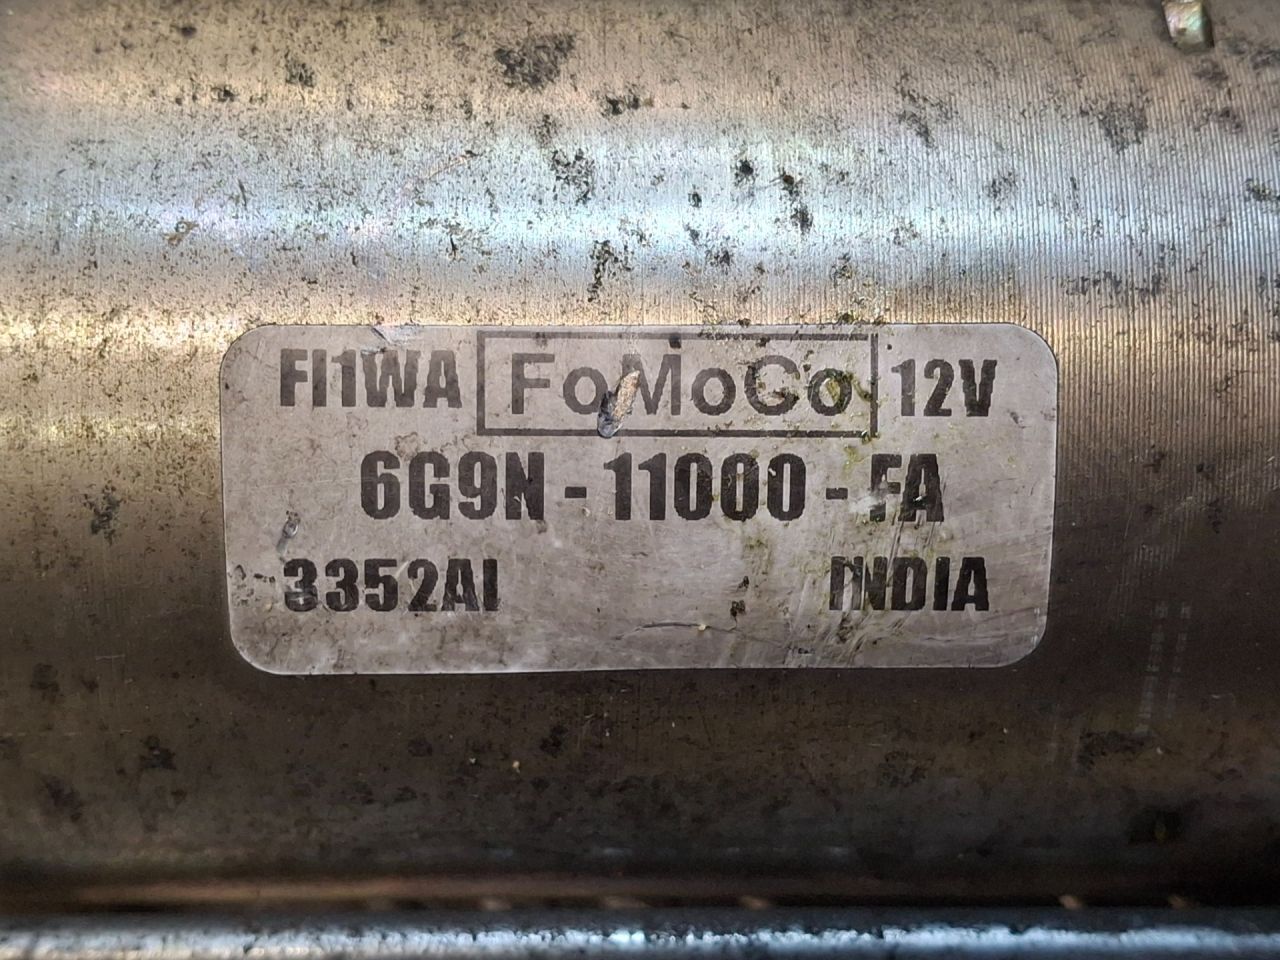 FI1WA FoMoCo 12V
6G9N - 11000 - FA
3352AI INDIA